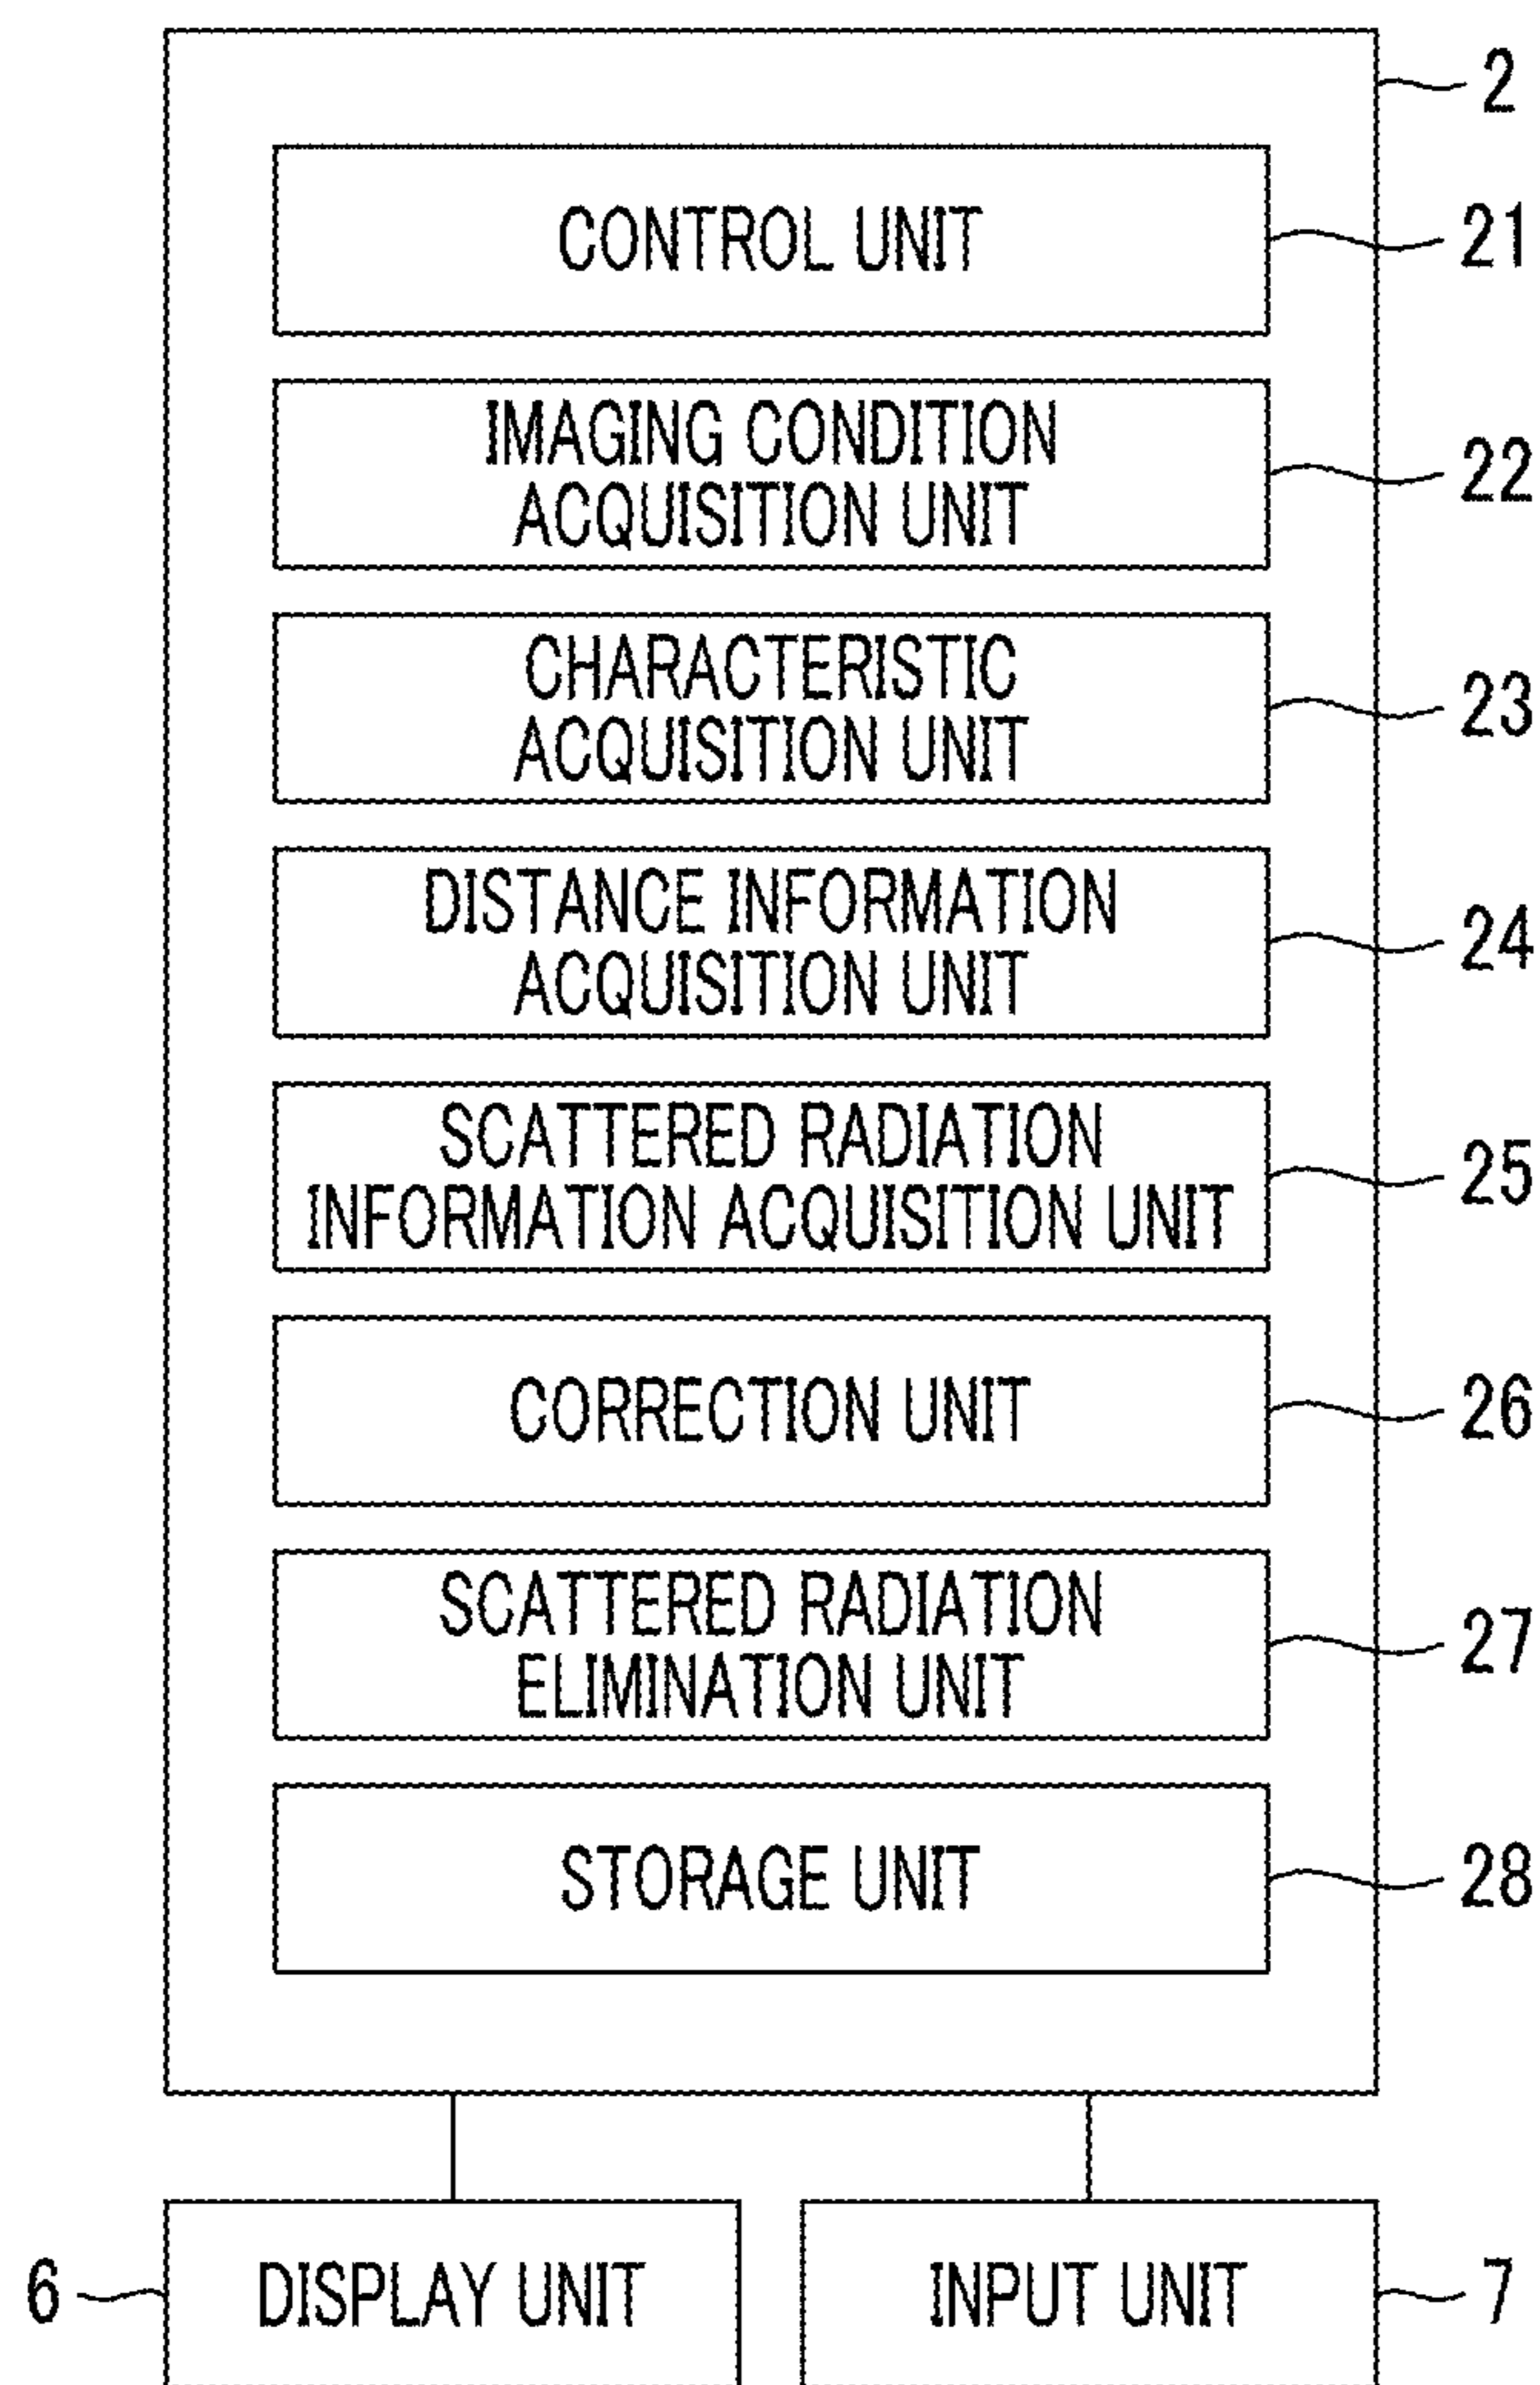 2
CONTROL UNIT
21
IMAGING CONDITION
ACQUISITION UNIT
22
CHARACTERISTIC
ACQUISITION UNIT
23
DISTANCE INFORMATION
ACQUISITION UNIT
24
SCATTERED RADIATION
INFORMATION ACQUISITION UNIT
25
CORRECTION UNIT
26
SCATTERED RADIATION
ELIMINATION UNIT
27
STORAGE UNIT
28
6
DISPLAY UNIT
INPUT UNIT
7